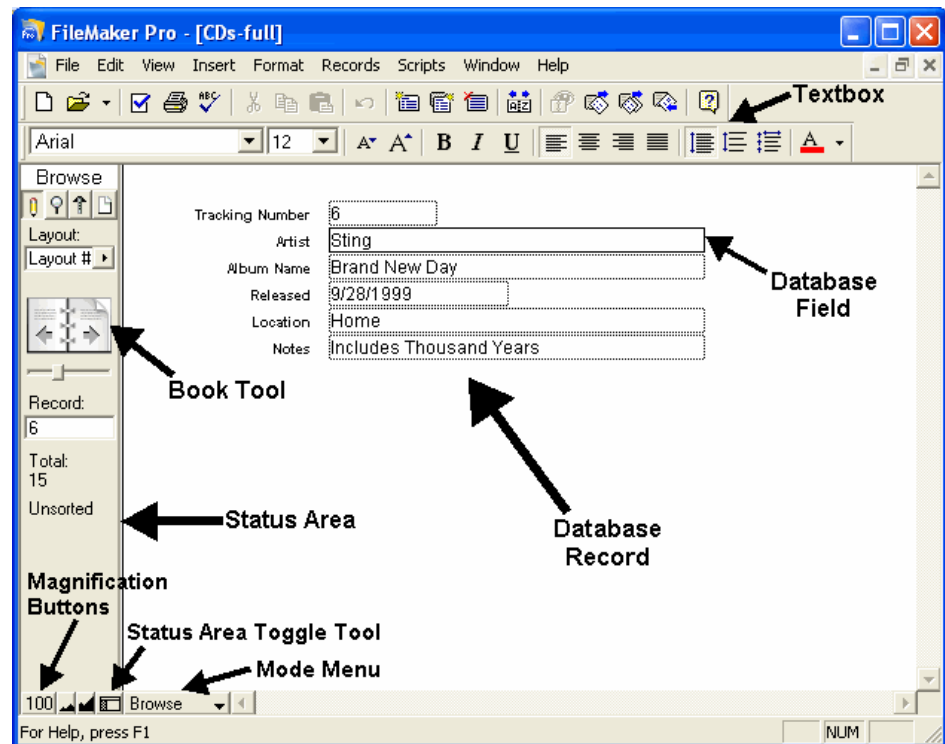 FileMaker Pro - [CDs-full]
File Edit View Insert Format Records Scripts Window Help
ABC
AZ
Textbox
Arial 12 A A B I U A
Browse
Layout:
Layout #
Tracking Number 6
Artist Sting
Album Name Brand New Day
Released 9/28/1999
Location Home
Notes Includes Thousand Years
Database
Field
Book Tool
Record:
6
Total:
15
Unsorted
Status Area
Database
Record
Magnification
Buttons
Status Area Toggle Tool
Mode Menu
100 Browse
For Help, press F1 NUM